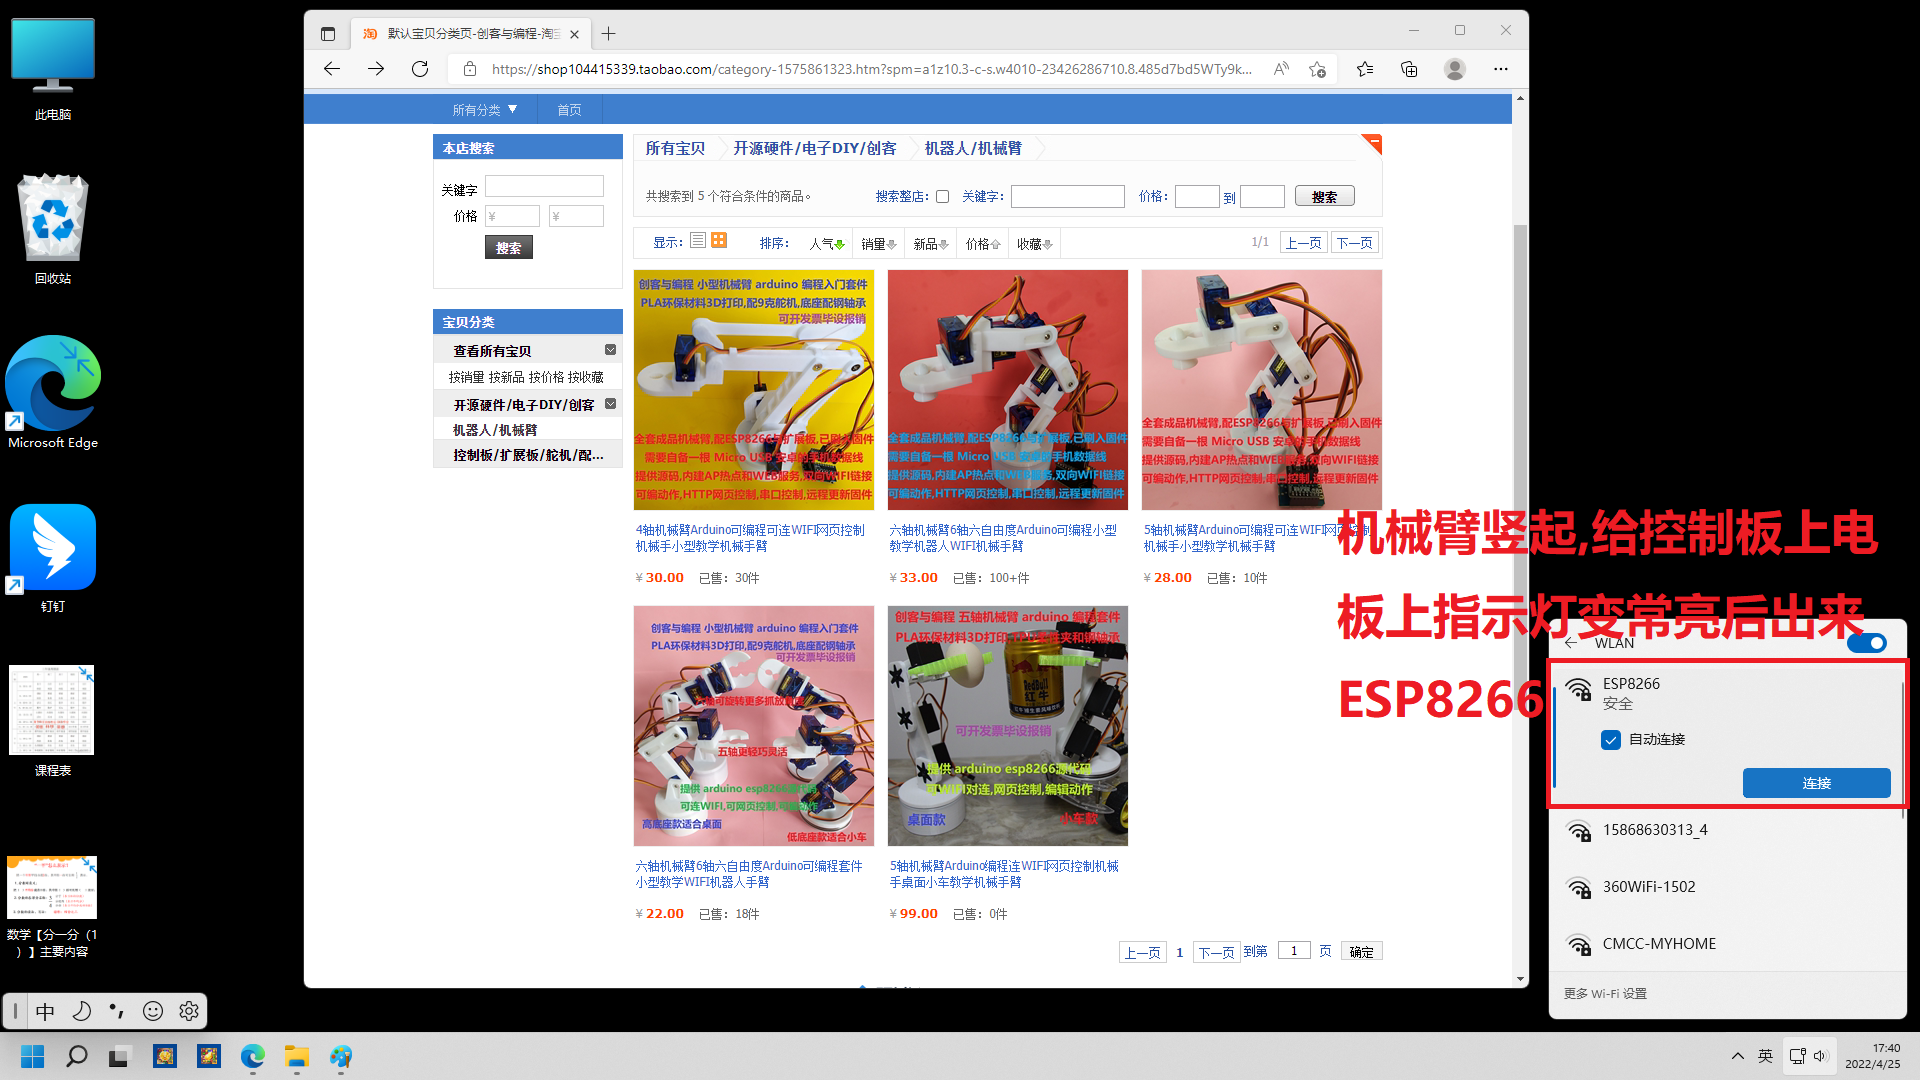 此电脑
回收站
Microsoft Edge
钉钉
课程表
数学【分一分（1
）】主要内容
默认宝贝分类页-创客与编程-淘宝
https://shop104415339.taobao.com/category-1575861323.htm?spm=a1z10.3-c-s.w4010-23426286710.8.485d7bd5WTy9k...
所有分类 ▼ 首页
本店搜索
关键字
价格 ¥ ¥
搜索
宝贝分类
查看所有宝贝
按销量 按新品 按价格 按收藏
开源硬件/电子DIY/创客
机器人/机械臂
控制板/扩展板/舵机/配...
所有宝贝 开源硬件/电子DIY/创客 机器人/机械臂
共搜索到 5 个符合条件的商品。 搜索整店: 关键字: 价格: 到 搜索
显示: 排序: 人气 销量 新品 价格 收藏 1/1 上一页 下一页
创客与编程 小型机械臂 arduino 编程入门套件
PLA环保材料3D打印,配9克舵机,底座配钢轴承
可开发票毕设报销
全套成品机械臂,配ESP8266与扩展板,已刷入固件
需要自备一根 Micro USB 安卓的手机数据线
提供源码,内建AP热点和WEB服务,双向WIFI链接
可编动作,HTTP网页控制,串口控制,远程更新固件
全套成品机械臂,配ESP8266与扩展板,已刷入固件
需要自备一根 Micro USB 安卓的手机数据线
提供源码,内建AP热点和WEB服务,双向WIFI链接
可编动作,HTTP网页控制,串口控制,远程更新固件
全套成品机械臂,配ESP8266与扩展板,已刷入固件
需要自备一根 Micro USB 安卓的手机数据线
提供源码,内建AP热点和WEB服务,双向WIFI链接
可编动作,HTTP网页控制,串口控制,远程更新固件
4轴机械臂Arduino可编程可连WIFI网页控制
机械手小型教学机械手臂
¥ 30.00 已售: 30件
六轴机械臂6轴六自由度Arduino可编程小型
教学机器人WIFI机械手臂
¥ 33.00 已售: 100+件
5轴机械臂Arduino可编程可连WIFI网页控制
机械手小型教学机械手臂
¥ 28.00 已售: 10件
创客与编程 小型机械臂 arduino 编程入门套件
PLA环保材料3D打印,配9克舵机,底座配钢轴承
可开发票毕设报销
六轴可旋转更多抓放角度
五轴更轻巧灵活
提供 arduino esp8266源代码
可连WIFI,可网页控制,可编动作
高底座款适合桌面
低底座款适合小车
创客与编程 五轴机械臂 arduino 编程套件
可开发票毕设报销
RedBull
红牛
提供 arduino esp8266源代码
可WIFI对连,网页控制,编辑动作
桌面款
小车款
六轴机械臂6轴六自由度Arduino可编程套件
小型教学WIFI机器人手臂
¥ 22.00 已售: 18件
5轴机械臂Arduino编程连WIFI网页控制机械
手桌面小车教学机械手臂
¥ 99.00 已售: 0件
上一页 1 下一页 到第 1 页 确定
机械臂竖起,给控制板上电
板上指示灯变常亮后出来
ESP8266
WLAN
ESP8266
安全
自动连接
连接
15868630313_4
360WiFi-1502
CMCC-MYHOME
更多 Wi-Fi 设置
中
英
17:40
2022/4/25